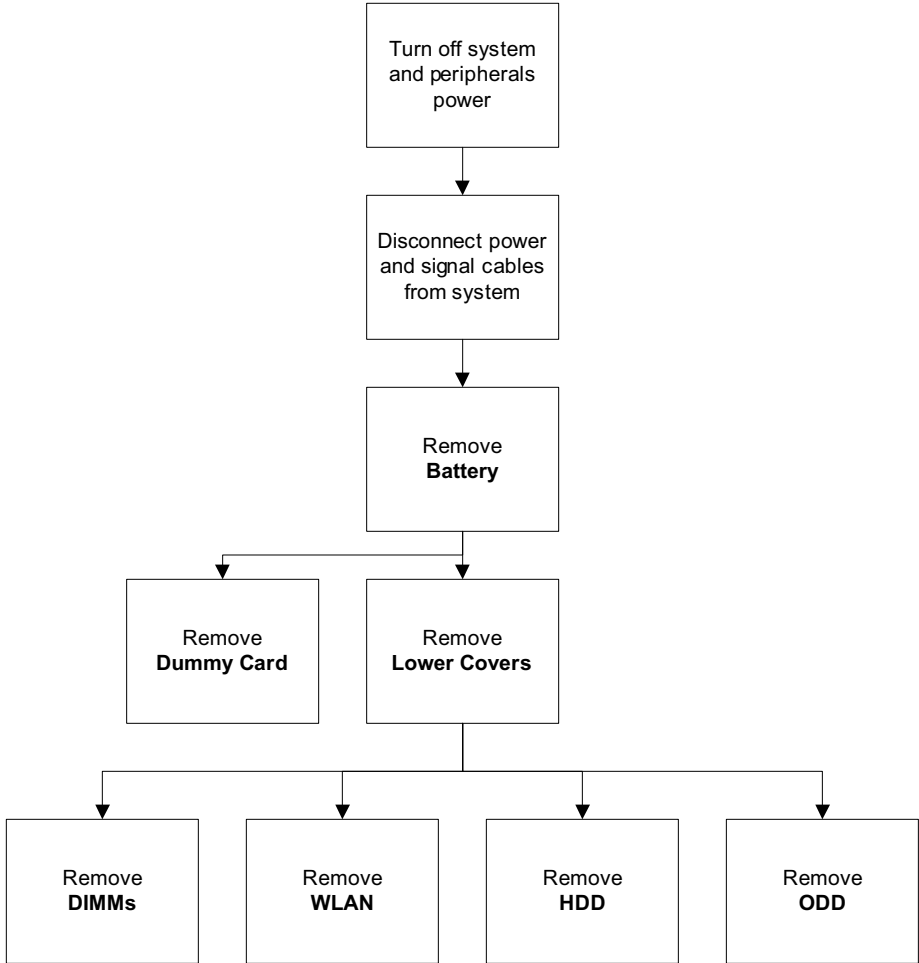 Turn off system
and peripherals
power
Disconnect power
and signal cables
from system
Remove
Battery
Remove
Dummy Card
Remove
Lower Covers
Remove
DIMMs
Remove
WLAN
Remove
HDD
Remove
ODD